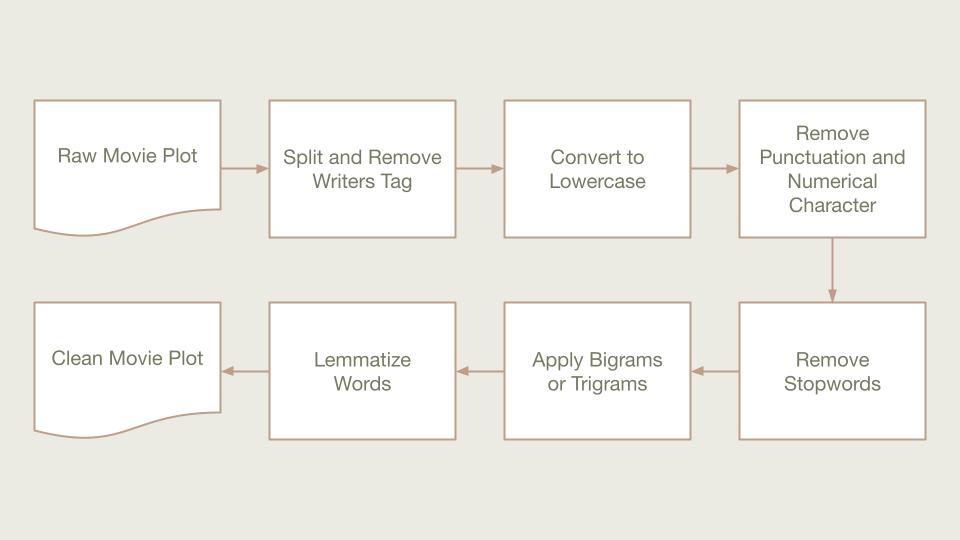 Raw Movie Plot
Split and Remove
Writers Tag
Convert to
Lowercase
Remove
Punctuation and
Numerical
Character
Remove
Stopwords
Apply Bigrams
or Trigrams
Lemmatize
Words
Clean Movie Plot